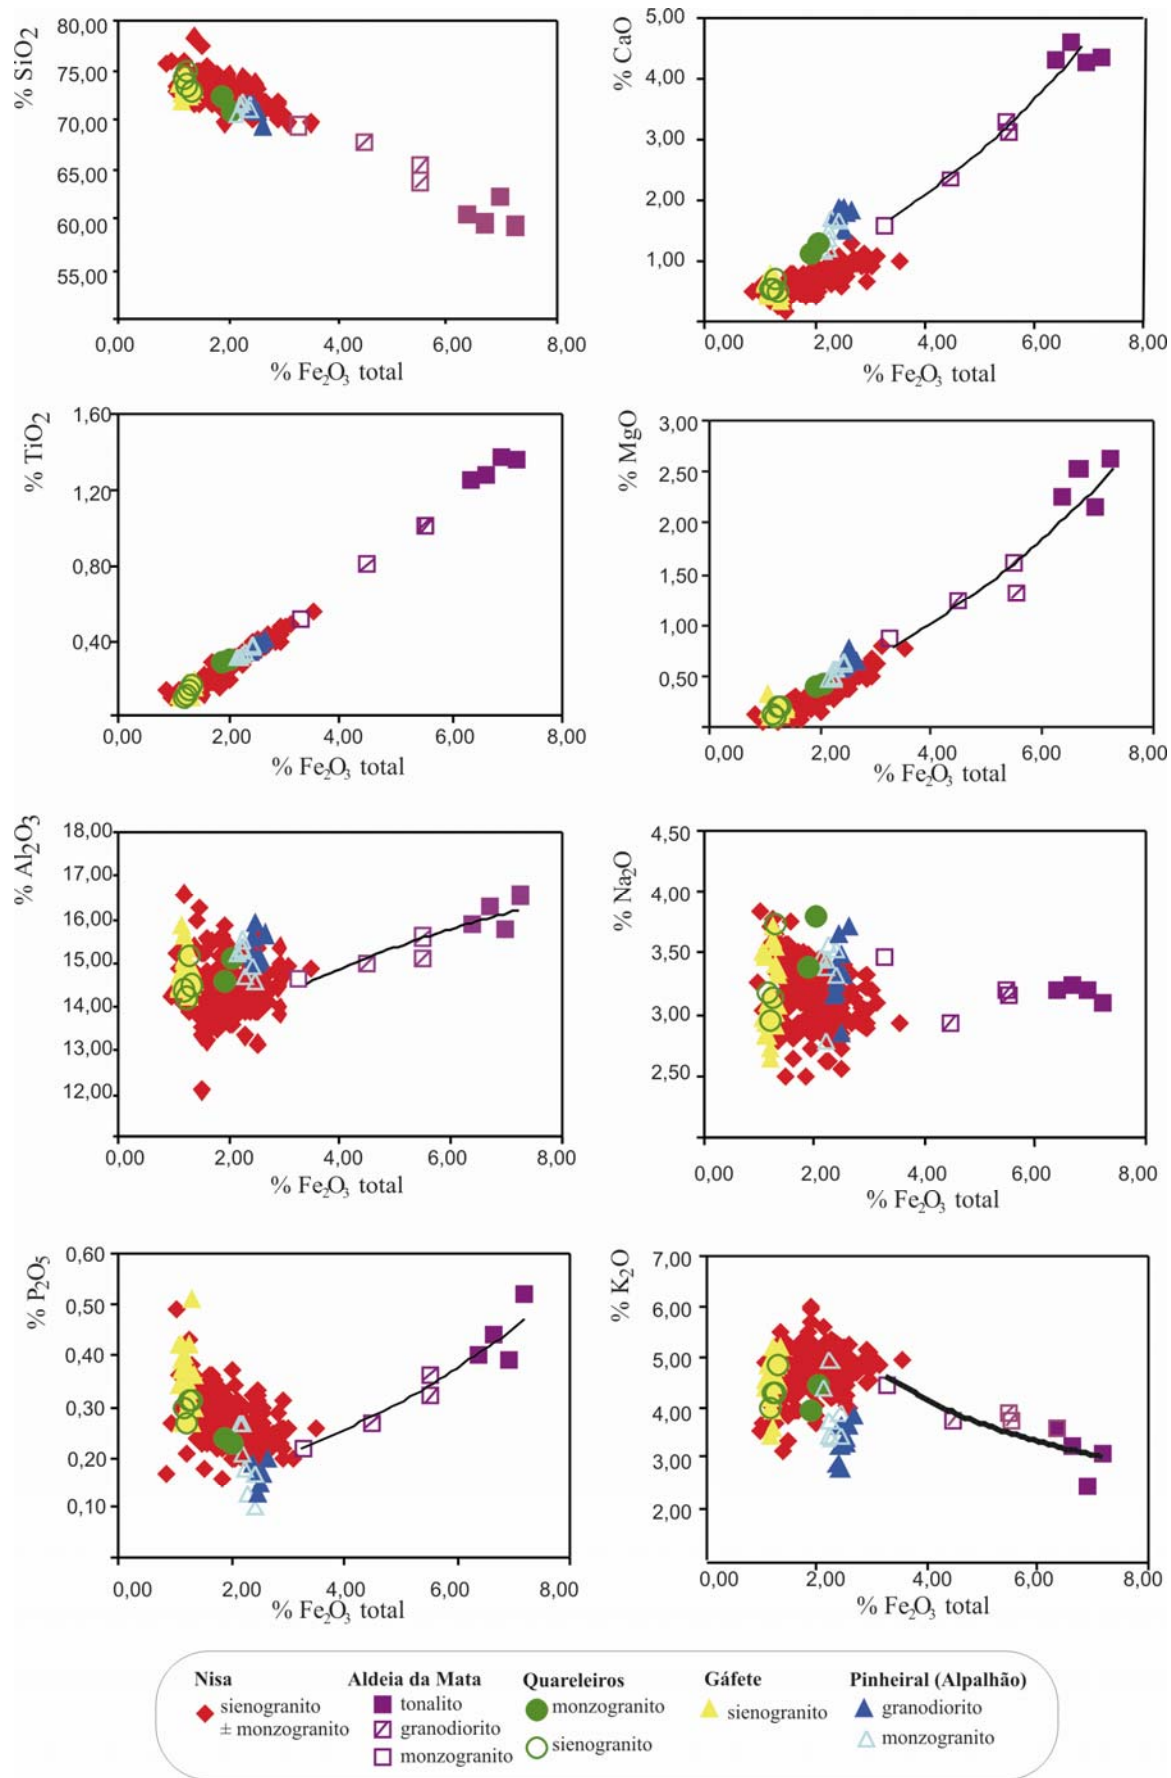 % SiO2
80,00
75,00
70,00
65,00
60,00
55,00
0,00 2,00 4,00 6,00 8,00
% Fe2O3 total
% CaO
5,00
4,00
3,00
2,00
1,00
0,00 2,00 4,00 6,00 8,00
% Fe2O3 total
% TiO2
1,60
1,20
0,80
0,40
0,00 2,00 4,00 6,00 8,00
% Fe2O3 total
% MgO
3,00
2,50
2,00
1,50
1,00
0,50
0,00 2,00 4,00 6,00 8,00
% Fe2O3 total
% Al2O3
18,00
17,00
16,00
15,00
14,00
13,00
12,00
0,00 2,00 4,00 6,00 8,00
% Fe2O3 total
% Na2O
4,50
4,00
3,50
3,00
2,50
0,00 2,00 4,00 6,00 8,00
% Fe2O3 total
% P2O5
0,60
0,50
0,40
0,30
0,20
0,10
0,00 2,00 4,00 6,00 8,00
% Fe2O3 total
% K2O
7,00
6,00
5,00
4,00
3,00
2,00
0,00 2,00 4,00 6,00 8,00
% Fe2O3 total
Nisa
sienogranito
± monzogranito
Aldeia da Mata
tonalito
granodiorito
monzogranito
Quareleiros
monzogranito
sienogranito
Gáfete
sienogranito
Pinheiral (Alpalhão)
granodiorito
monzogranito